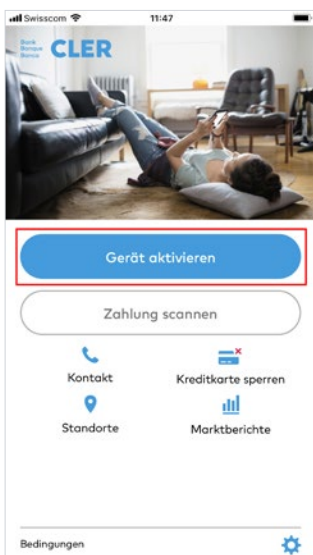 Swisscom 11:47
Bank
Banque
Banca
CLER
Gerät aktivieren
Zahlung scannen
Kontakt Kreditkarte sperren
Standorte Marktberichte
Bedingungen